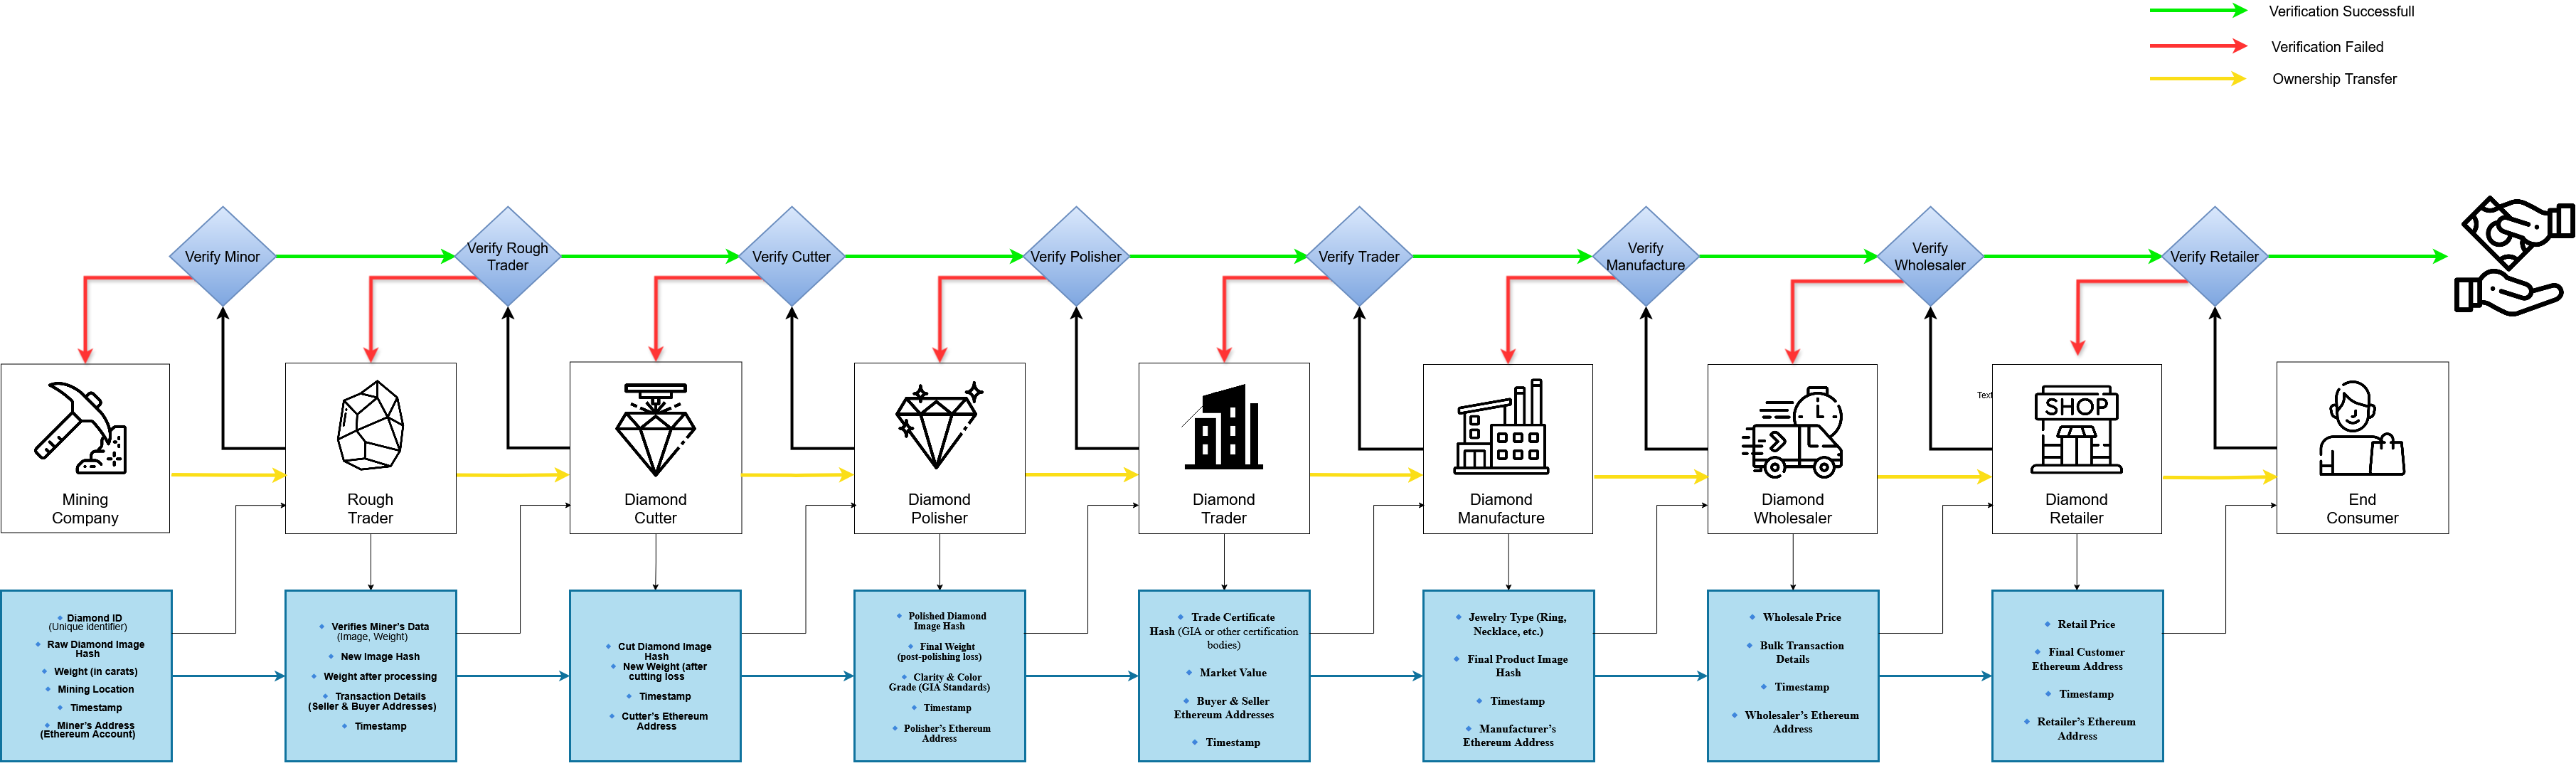 Verification Successfull
Verification Failed
Ownership Transfer
Verify Minor
Verify Rough
Trader
Verify Cutter
Verify Polisher
Verify Trader
Verify
Manufacture
Verify
Wholesaler
Verify Retailer
Mining
Company
Rough
Trader
Diamond
Cutter
Diamond
Polisher
Diamond
Trader
Diamond
Manufacture
Diamond
Wholesaler
Text
SHOP
Diamond
Retailer
End
Consumer
Diamond ID
(Unique identifier)
Raw Diamond Image
Hash
Weight (in carats)
Mining Location
Timestamp
Miner's Address
(Ethereum Account)
Verifies Miner's Data
(Image, Weight)
New Image Hash
Weight after processing
Transaction Details
(Seller & Buyer Addresses)
Timestamp
Cut Diamond Image
Hash
New Weight (after
cutting loss
Timestamp
Cutter's Ethereum
Address
Polished Diamond
Image Hash
Final Weight
(post-polishing loss)
Clarity & Color
Grade (GIA Standards)
Timestamp
Polisher's Ethereum
Address
Trade Certificate
Hash (GIA or other certification
bodies)
Market Value
Buyer & Seller
Ethereum Addresses
Timestamp
Jewelry Type (Ring,
Necklace, etc.)
Final Product Image
Hash
Timestamp
Manufacturer's
Ethereum Address
Wholesale Price
Bulk Transaction
Details
Timestamp
Wholesaler's Ethereum
Address
Retail Price
Final Customer
Ethereum Address
Timestamp
Retailer's Ethereum
Address